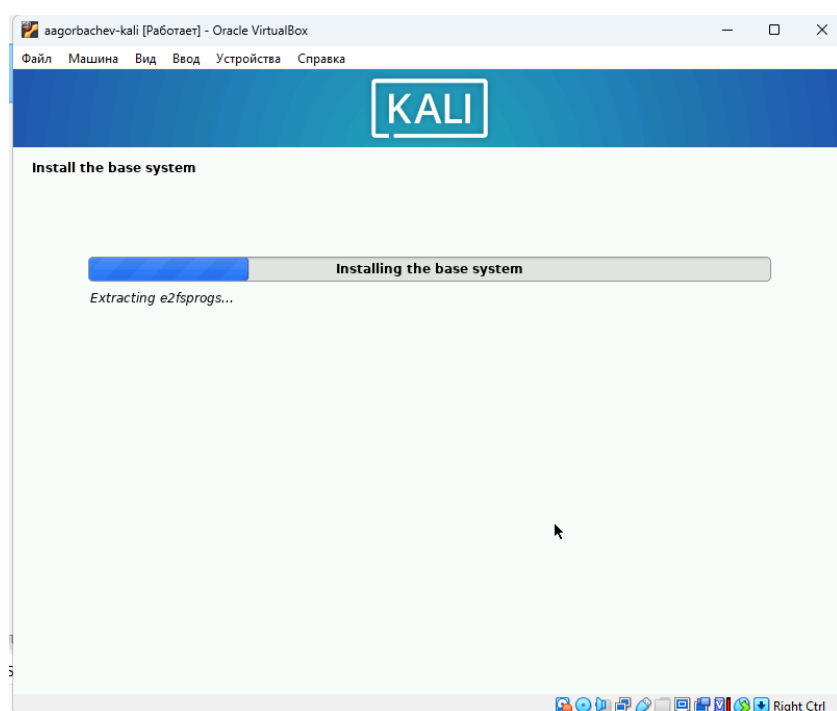 aagorbachev-kali [Работает] - Oracle VirtualBox
Файл Машина Вид Ввод Устройства Справка
KALI
Install the base system
Installing the base system
Extracting e2fsprogs...
Right Ctrl